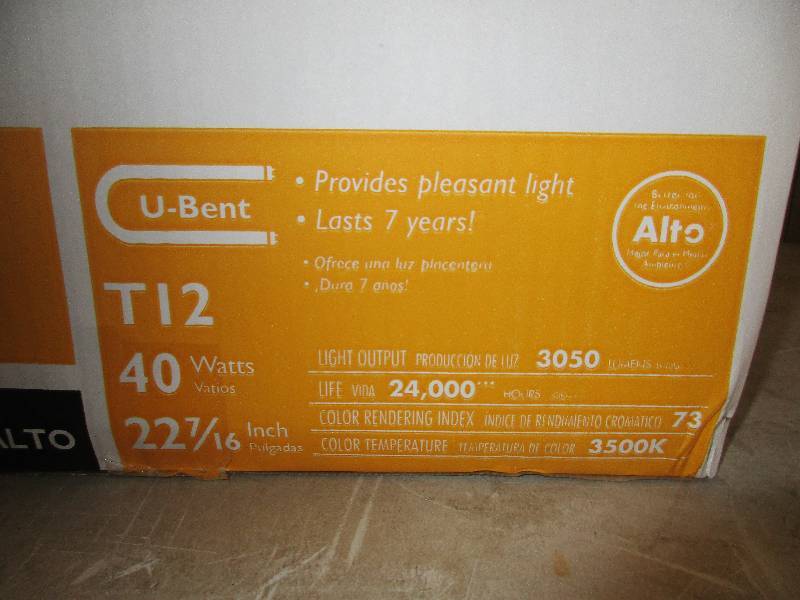 U-Bent
• Provides pleasant light
• Lasts 7 years!
• Ofrece una luz placentera
• ¡Dura 7 años!
Alto
T12
40 Watts
Vatios
22 7/16 Inch
Pulgadas
LIGHT OUTPUT PRODUCCION DE LUZ 3050 LUMENS
LIFE VIDA 24,000*** HOURS
COLOR RENDERING INDEX INDICE DE RENDIMIENTO CROMATICO 73
COLOR TEMPERATURE TEMPERATURA DE COLOR 3500K
ALTO